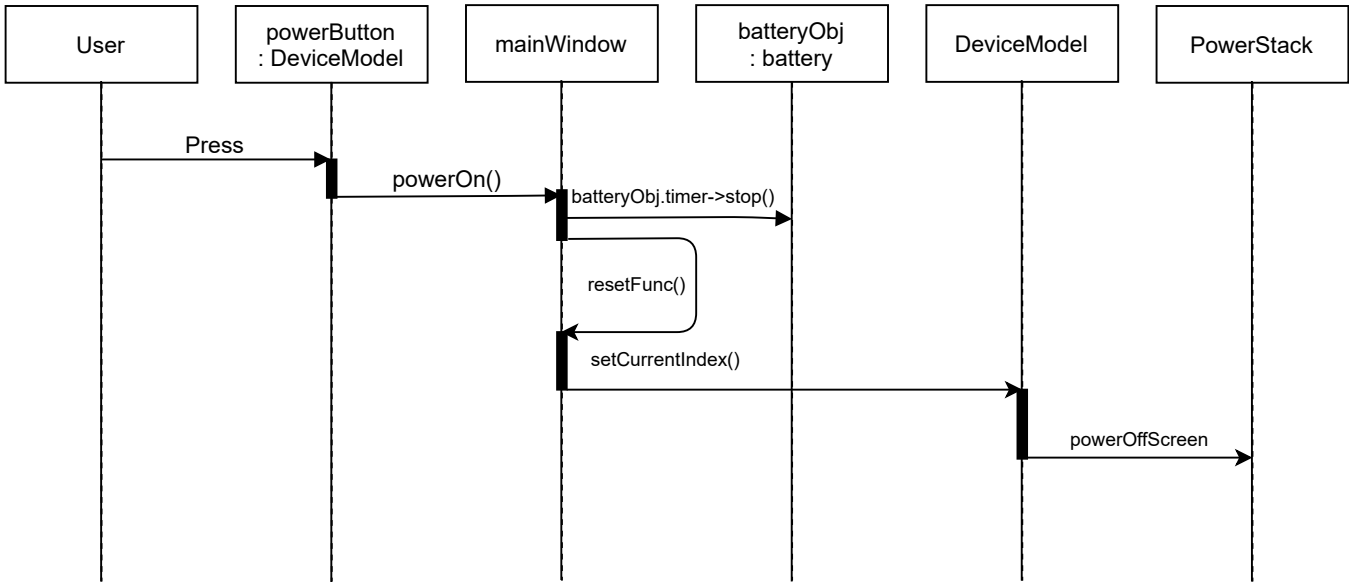 User
powerButton
: DeviceModel
mainWindow
batteryObj
: battery
DeviceModel
PowerStack
Press
powerOn()
batteryObj.timer->stop()
resetFunc()
setCurrentIndex()
powerOffScreen